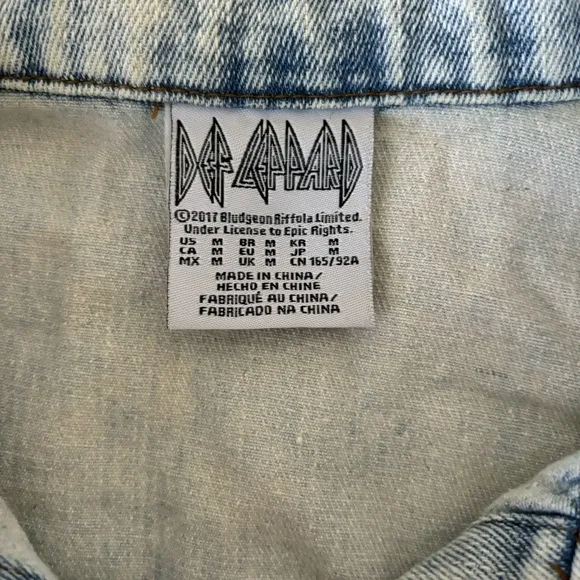 DEF LEPPARD
©2017 Bludgeon Riffola Limited.
Under License to Epic Rights.
US M BR M KR M
CA M EU M JP M
MX M UK M CN 165/92A
MADE IN CHINA/
HECHO EN CHINE
FABRIQUÉ AU CHINA/
FABRICADO NA CHINA